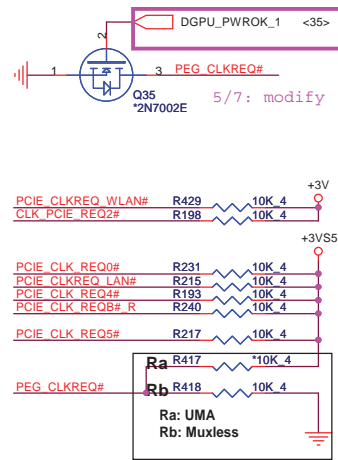 DGPU_PWROK_1 <35>
2
1 3 PEG_CLKREQ#
Q35 5/7: modify
*2N7002E
+3V
PCIE_CLKREQ_WLAN# R429 10K_4
CLK_PCIE_REQ2# R198 10K_4
+3VS5
PCIE_CLK_REQ0# R231 10K_4
PCIE_CLKREQ_LAN# R215 10K_4
PCIE_CLK_REQ4# R193 10K_4
PCIE_CLK_REQB#_R R240 10K_4
PCIE_CLK_REQ5# R217 10K_4
Ra R417 *10K_4
PEG_CLKREQ# Rb R418 10K_4
Ra: UMA
Rb: Muxless